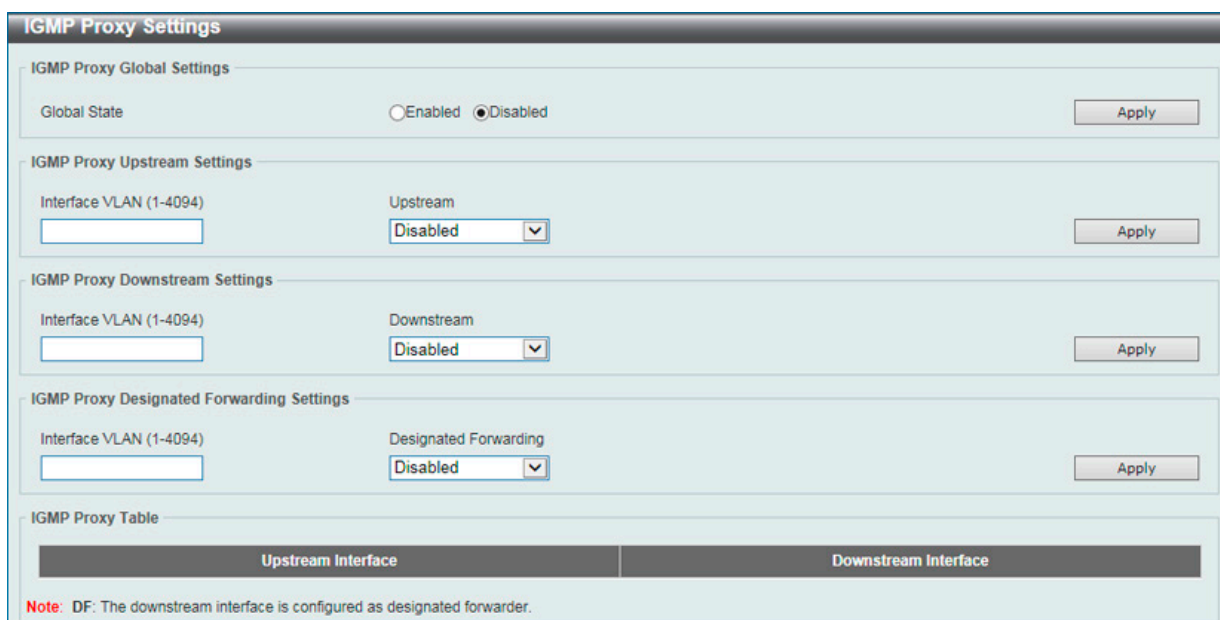 IGMP Proxy Settings
IGMP Proxy Global Settings
Global State Enabled Disabled Apply
IGMP Proxy Upstream Settings
Interface VLAN (1-4094) Upstream
Disabled Apply
IGMP Proxy Downstream Settings
Interface VLAN (1-4094) Downstream
Disabled Apply
IGMP Proxy Designated Forwarding Settings
Interface VLAN (1-4094) Designated Forwarding
Disabled Apply
IGMP Proxy Table
Upstream Interface Downstream Interface
Note: DF: The downstream interface is configured as designated forwarder.